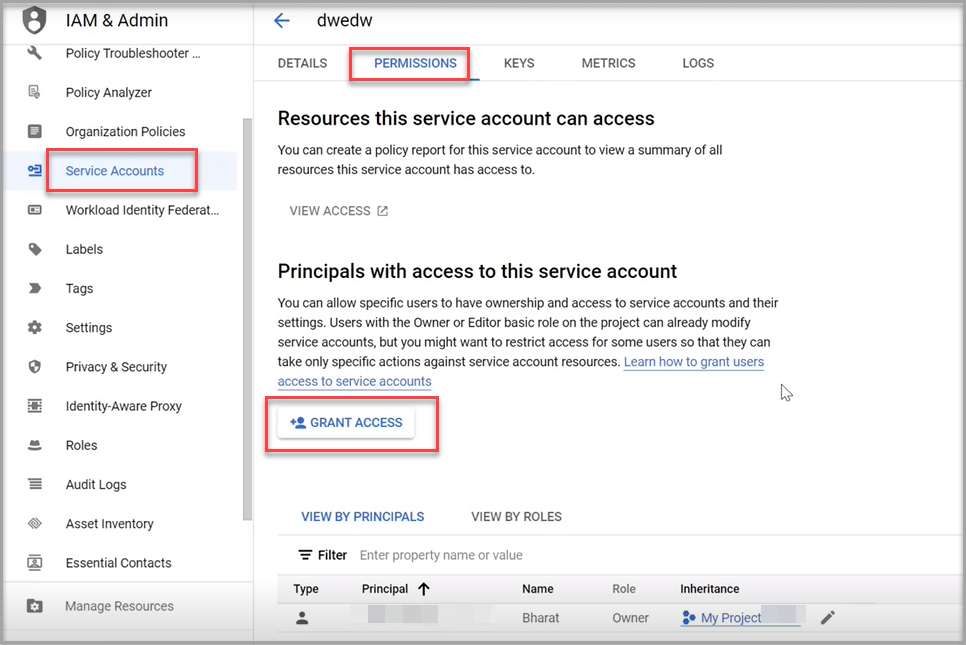 IAM & Admin
Policy Troubleshooter ...
Policy Analyzer
Organization Policies
Service Accounts
Workload Identity Federat...
Labels
Tags
Settings
Privacy & Security
Identity-Aware Proxy
Roles
Audit Logs
Asset Inventory
Essential Contacts
Manage Resources
dwedw
DETAILS PERMISSIONS KEYS METRICS LOGS
Resources this service account can access
You can create a policy report for this service account to view a summary of all
resources this service account has access to.
VIEW ACCESS
Principals with access to this service account
You can allow specific users to have ownership and access to service accounts and their
settings. Users with the Owner or Editor basic role on the project can already modify
service accounts, but you might want to restrict access for some users so that they can
take only specific actions against service account resources. Learn how to grant users
access to service accounts
GRANT ACCESS
VIEW BY PRINCIPALS VIEW BY ROLES
Filter Enter property name or value
Type Principal Name Role Inheritance
Bharat Owner My Project